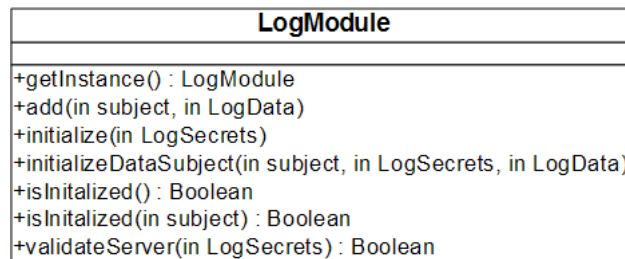 LogModule
+getInstance() : LogModule
+add(in subject, in LogData)
+initialize(in LogSecrets)
+initializeDataSubject(in subject, in LogSecrets, in LogData)
+isInitalized() : Boolean
+isInitalized(in subject) : Boolean
+validateServer(in LogSecrets) : Boolean